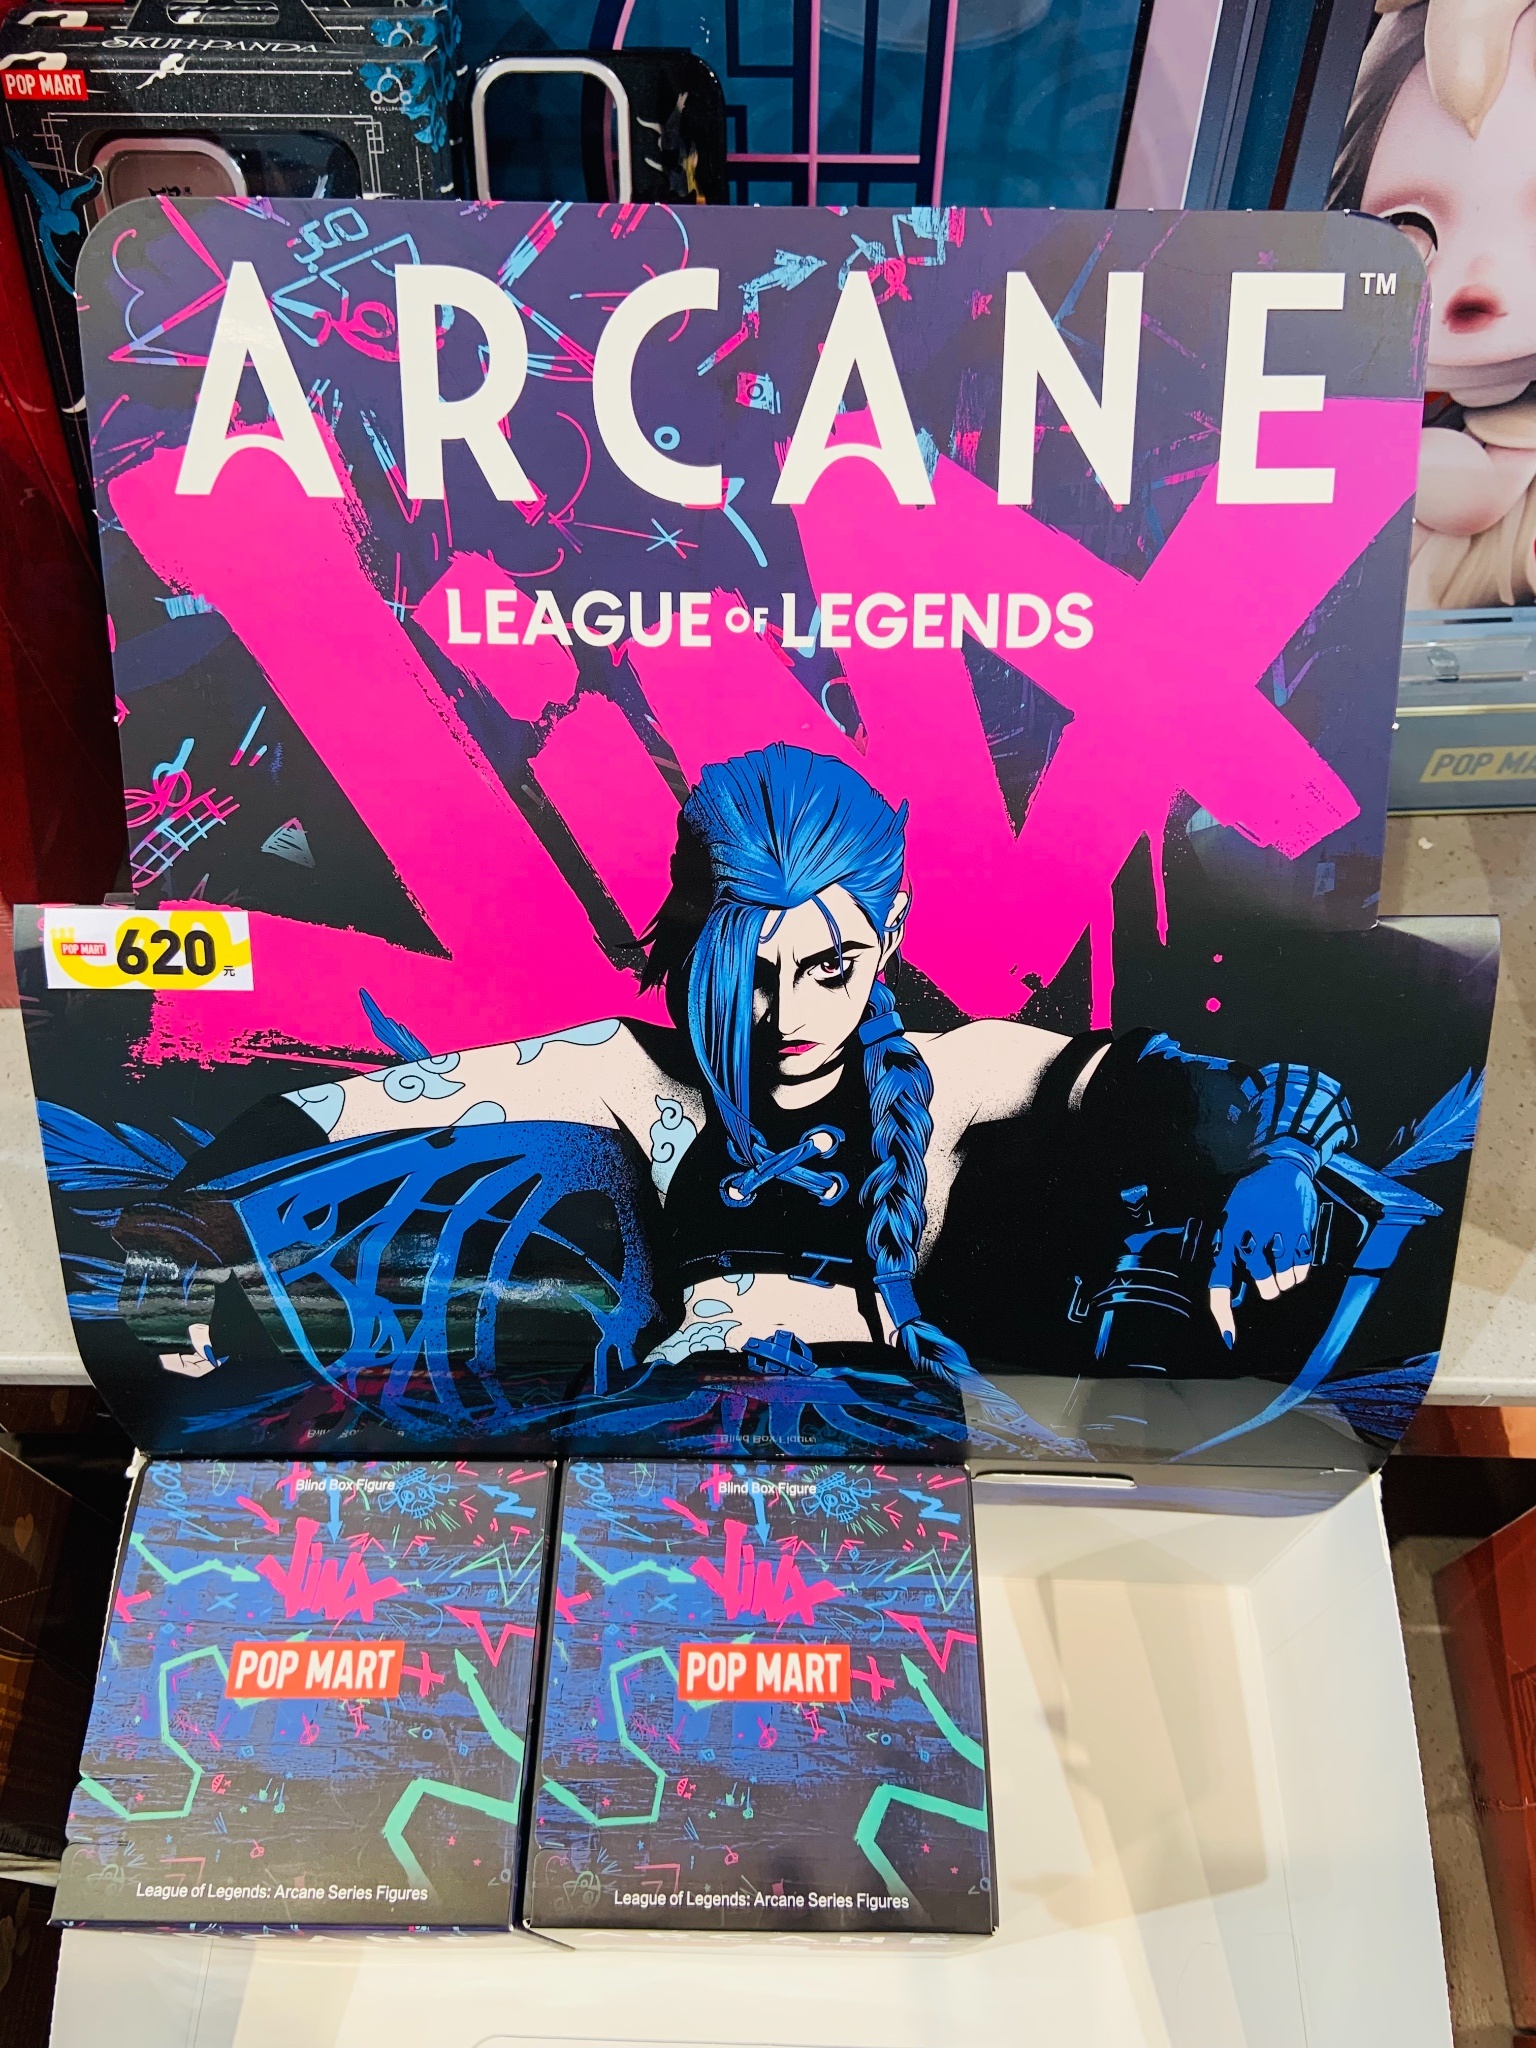 SKULLPANDA
POP MART
ARCANE™
LEAGUE OF LEGENDS
JINX
POP MART 620元
Blind Box Figure
JINX
POP MART
League of Legends: Arcane Series Figures
Blind Box Figure
JINX
POP MART
League of Legends: Arcane Series Figures
ARCANE
POP MA